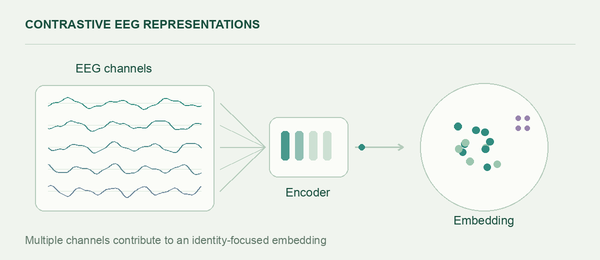 CONTRASTIVE EEG REPRESENTATIONS
EEG channels
Encoder
Embedding
Multiple channels contribute to an identity-focused embedding